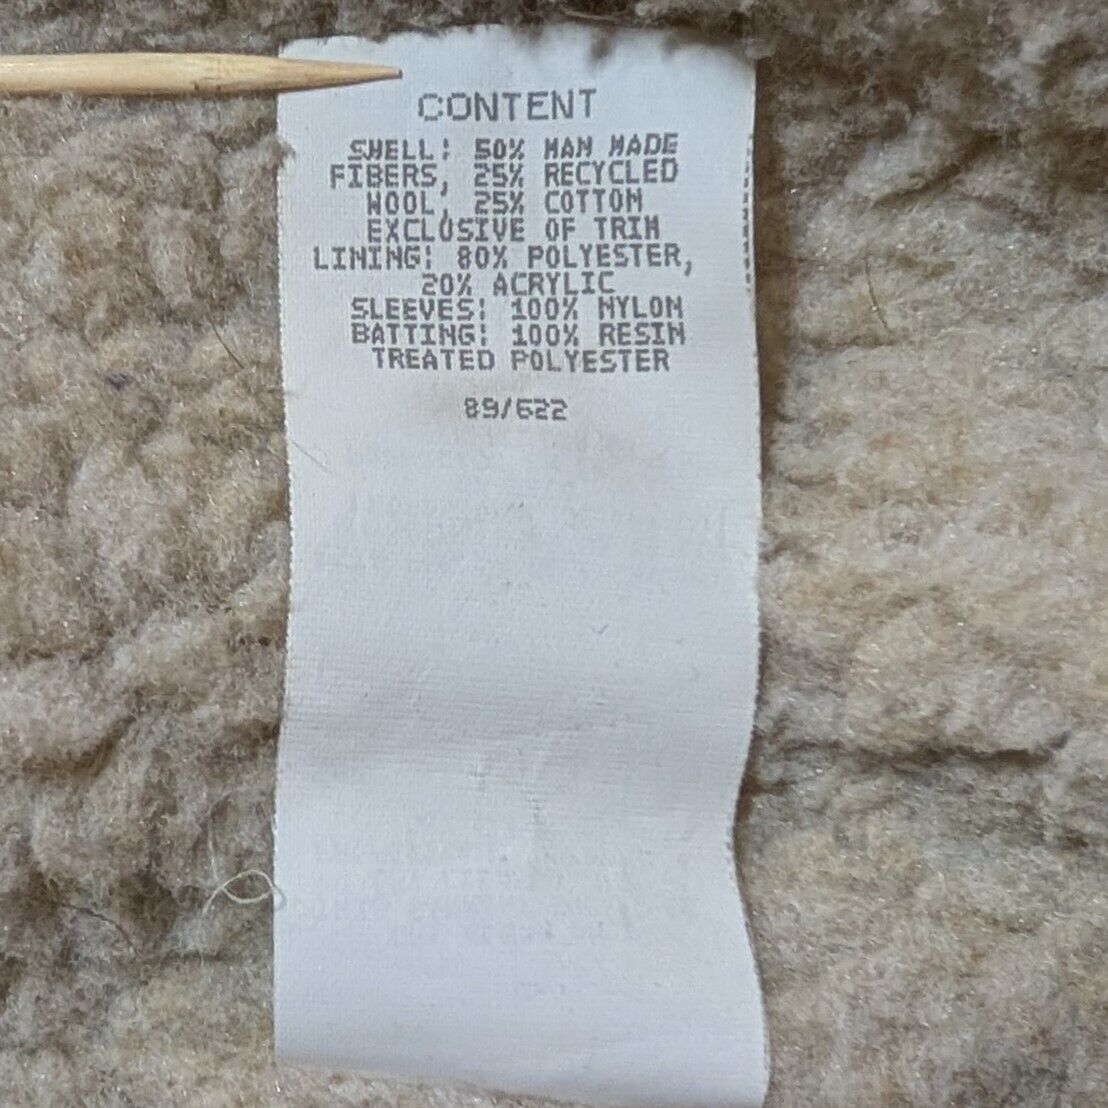 CONTENT
SHELL: 50% MAN MADE
FIBERS, 25% RECYCLED
WOOL, 25% COTTON
EXCLUSIVE OF TRIM
LINING: 80% POLYESTER,
20% ACRYLIC
SLEEVES: 100% NYLON
BATTING: 100% RESIN
TREATED POLYESTER
89/622